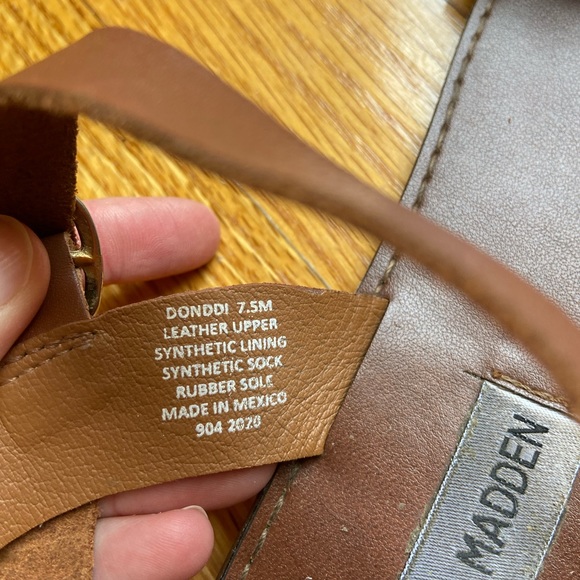 DONDDI 7.5M
LEATHER UPPER
SYNTHETIC LINING
SYNTHETIC SOCK
RUBBER SOLE
MADE IN MEXICO
904 2020
MADDEN